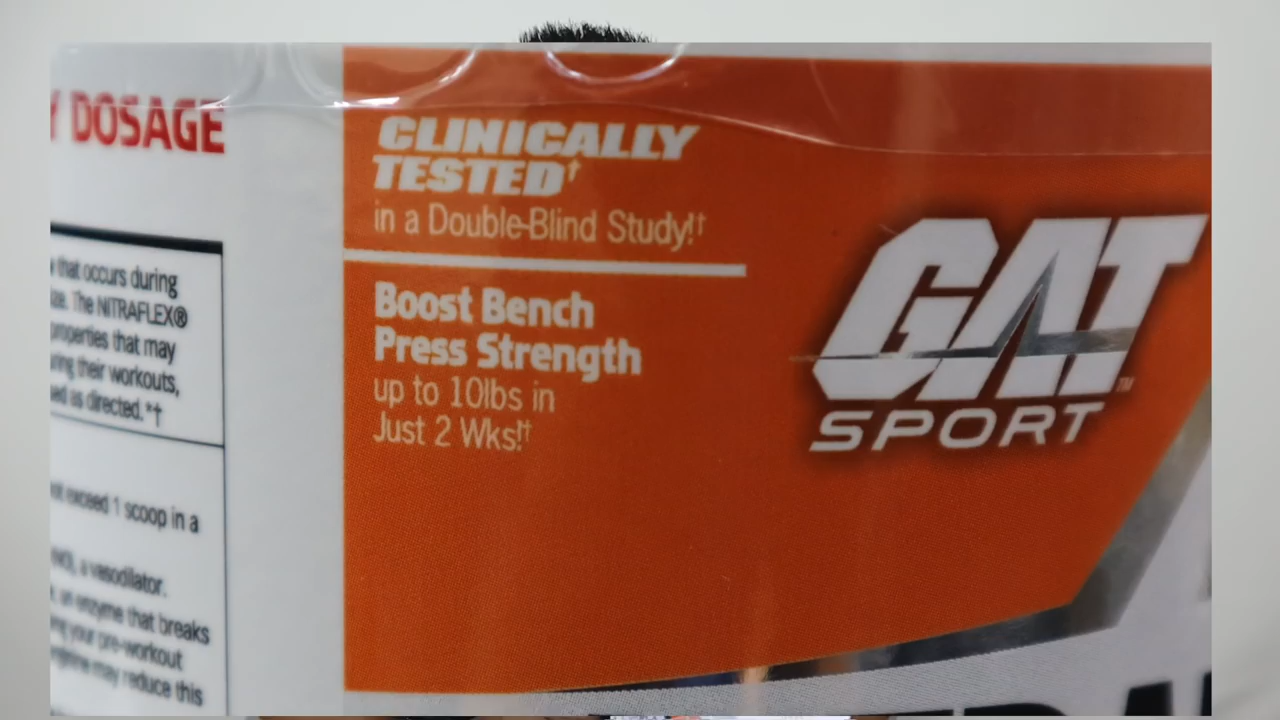 DOSAGE
that occurs during
The NITRAFLEX®
properties that may
their workouts,
as directed.*†
exceed 1 scoop in a
a vasodilator.
an enzyme that breaks
your pre-workout
may reduce this
CLINICALLY
TESTED†
in a Double-Blind Study!††
Boost Bench
Press Strength
up to 10lbs in
Just 2 Wks!††
GAT
SPORT